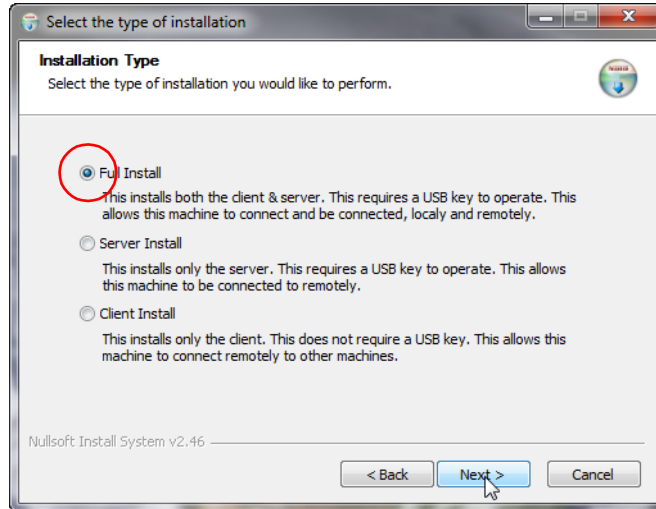 Select the type of installation
Installation Type
Select the type of installation you would like to perform.
Full Install
This installs both the client & server. This requires a USB key to operate. This
allows this machine to connect and be connected, localy and remotely.
Server Install
This installs only the server. This requires a USB key to operate. This allows
this machine to be connected to remotely.
Client Install
This installs only the client. This does not require a USB key. This allows this
machine to connect remotely to other machines.
Nullsoft Install System v2.46
< Back Next > Cancel